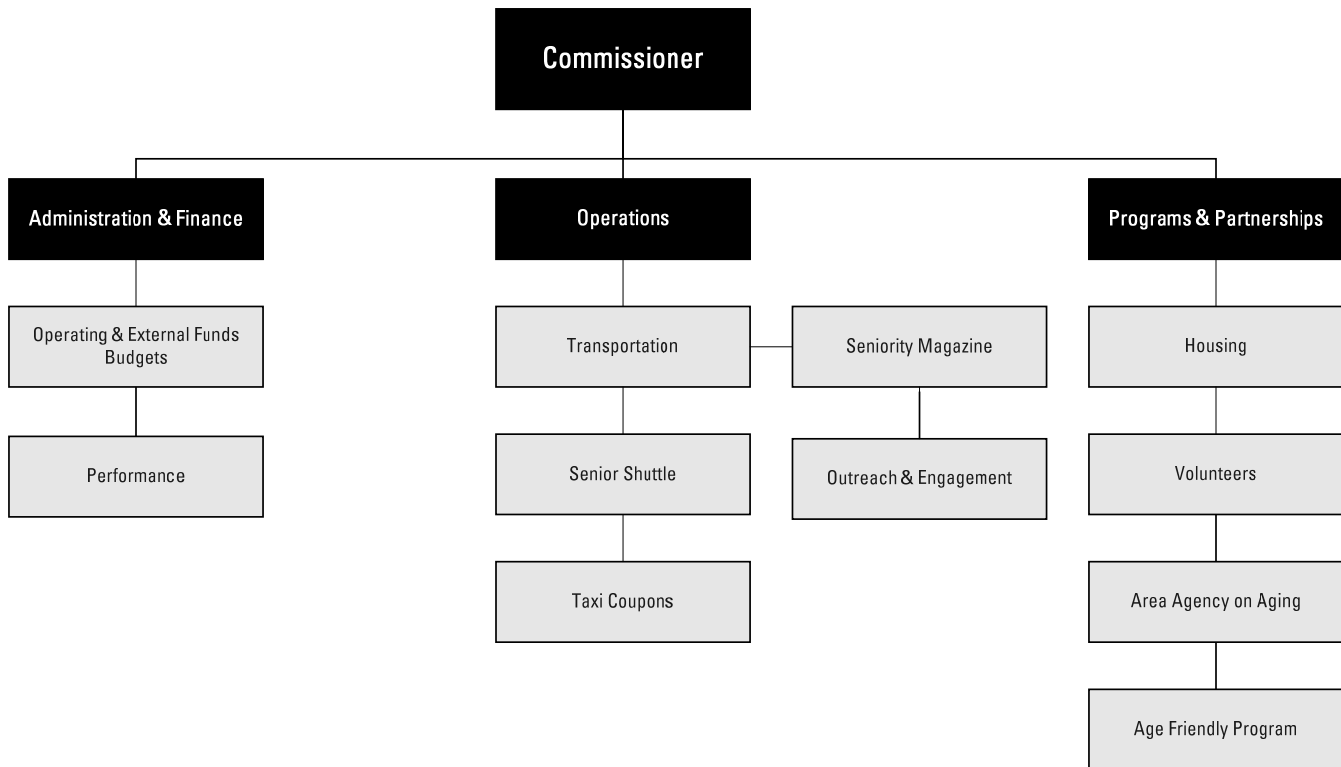 Commissioner
Administration & Finance
Operations
Programs & Partnerships
Operating & External Funds
Budgets
Transportation
Seniority Magazine
Housing
Performance
Senior Shuttle
Outreach & Engagement
Volunteers
Taxi Coupons
Area Agency on Aging
Age Friendly Program